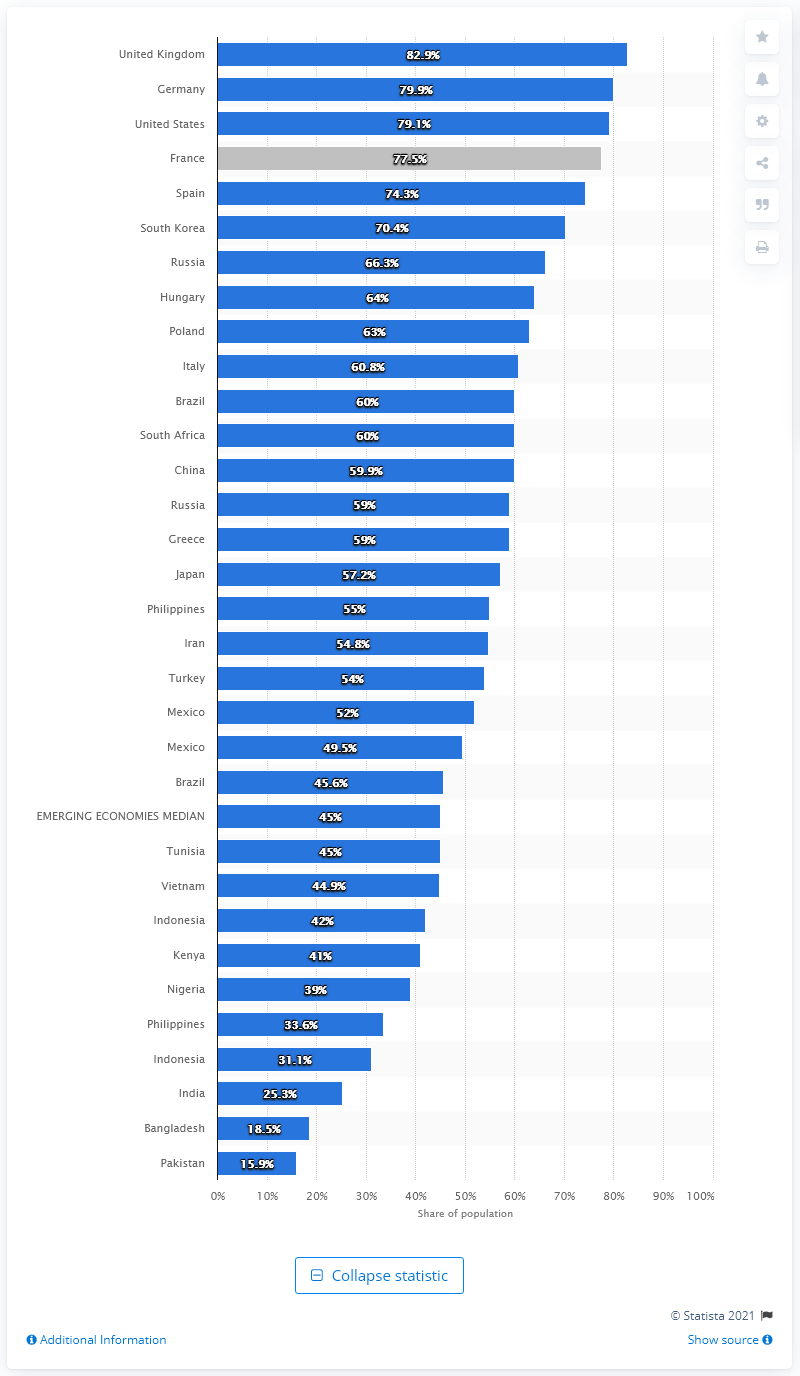 United Kingdom 82.9%
Germany 79.9%
United States 79.1%
France 77.5%
Spain 74.3%
South Korea 70.4%
Russia 66.3%
Hungary 64%
Poland 63%
Italy 60.8%
Brazil 60%
South Africa 60%
China 59.9%
Russia 59%
Greece 59%
Japan 57.2%
Philippines 55%
Iran 54.8%
Turkey 54%
Mexico 52%
Mexico 49.5%
Brazil 45.6%
EMERGING ECONOMIES MEDIAN 45%
Tunisia 45%
Vietnam 44.9%
Indonesia 42%
Kenya 41%
Nigeria 39%
Philippines 33.6%
Indonesia 31.1%
India 25.3%
Bangladesh 18.5%
Pakistan 15.9%
0% 10% 20% 30% 40% 50% 60% 70% 80% 90% 100%
Share of population
Collapse statistic
© Statista 2021
Additional Information Show source